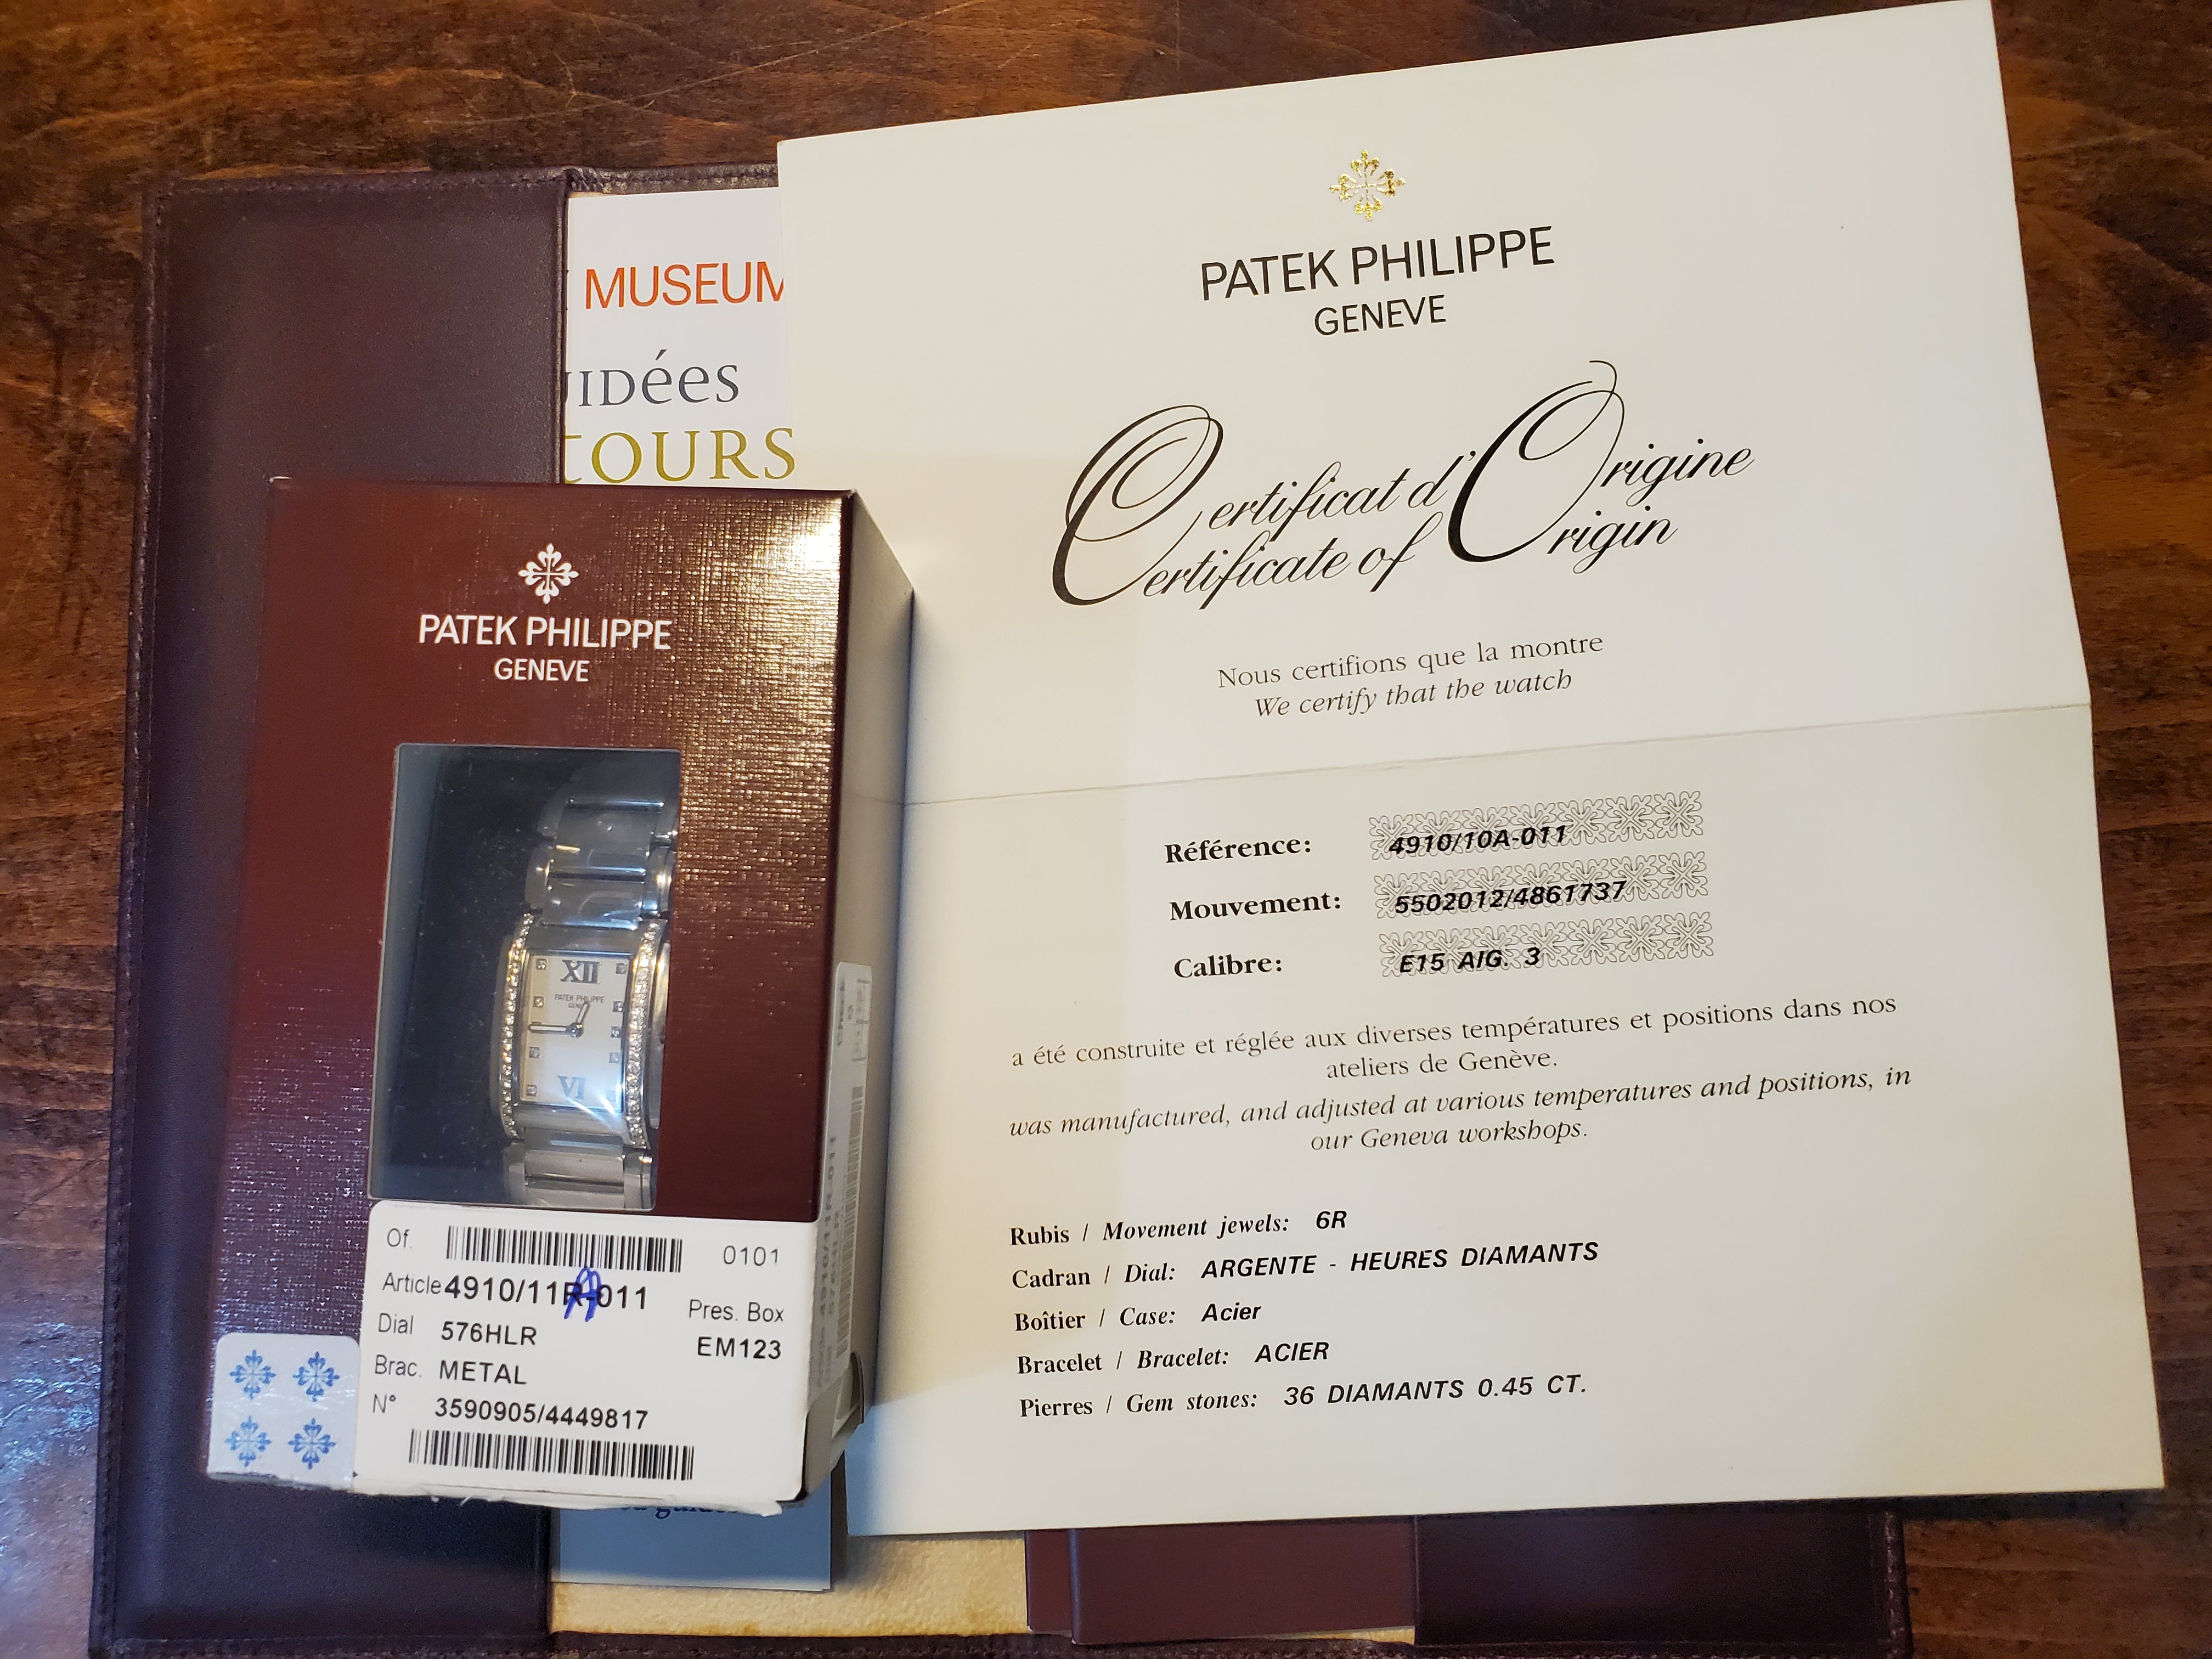 MUSEUM
IDées
TOURS
PATEK PHILIPPE
GENEVE
XII
PATEK PHILIPPE
VI
Of. 0101
Article 4910/11R-011
A
Pres. Box
Dial 576HLR
EM123
Brac. METAL
N° 3590905/4449817
PATEK PHILIPPE
GENEVE
Certificat d'Origine
Certificate of Origin
Nous certifions que la montre
We certify that the watch
Référence: 4910/10A-011
Mouvement: 5502012/4861737
Calibre: E15 AIG. 3
a été construite et réglée aux diverses températures et positions dans nos
ateliers de Genève.
was manufactured, and adjusted at various temperatures and positions, in
our Geneva workshops.
Rubis / Movement jewels: 6R
Cadran / Dial: ARGENTE - HEURES DIAMANTS
Boîtier / Case: Acier
Bracelet / Bracelet: ACIER
Pierres / Gem stones: 36 DIAMANTS 0.45 CT.